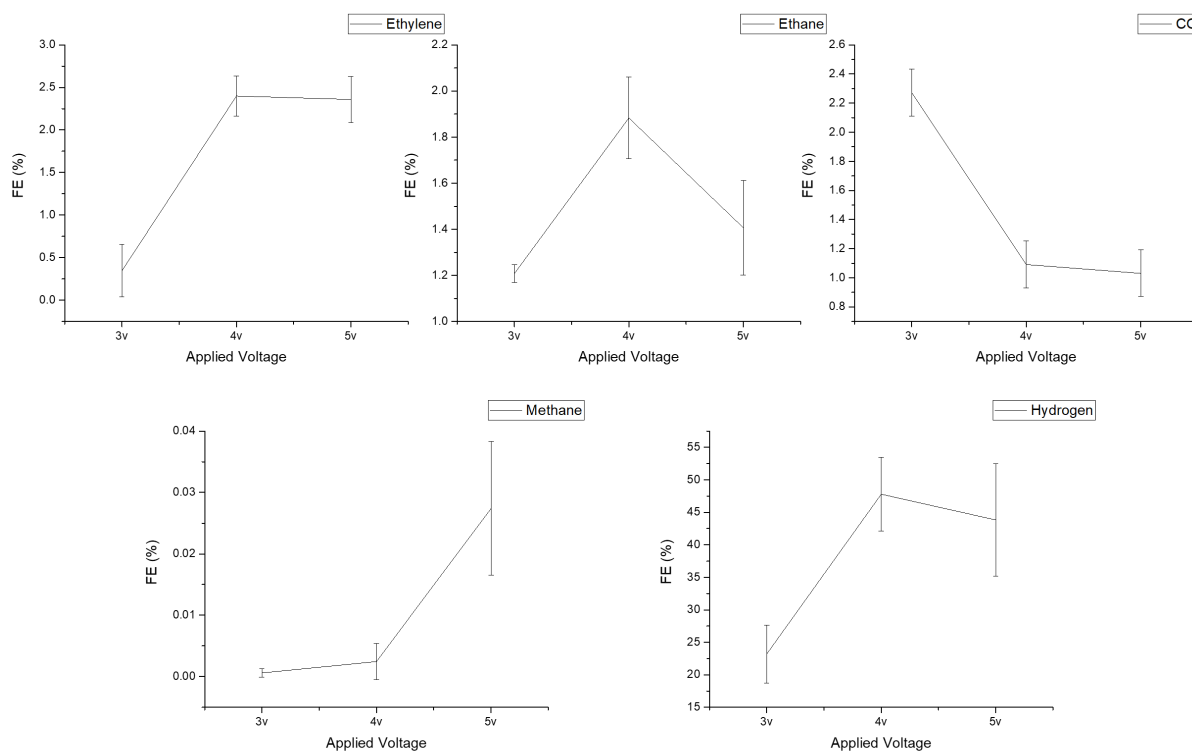 Ethylene
3.0
2.5
2.0
1.5
1.0
0.5
0.0
FE (%)
3v 4v 5v
Applied Voltage
Ethane
2.2
2.0
1.8
1.6
1.4
1.2
1.0
FE (%)
3v 4v 5v
Applied Voltage
2.6
2.4
2.2
2.0
1.8
1.6
1.4
1.2
1.0
0.8
FE (%)
3v 4v 5v
Applied Voltage
Methane
0.04
0.03
0.02
0.01
0.00
FE (%)
3v 4v 5v
Applied Voltage
Hydrogen
55
50
45
40
35
30
25
20
15
FE (%)
3v 4v 5v
Applied Voltage